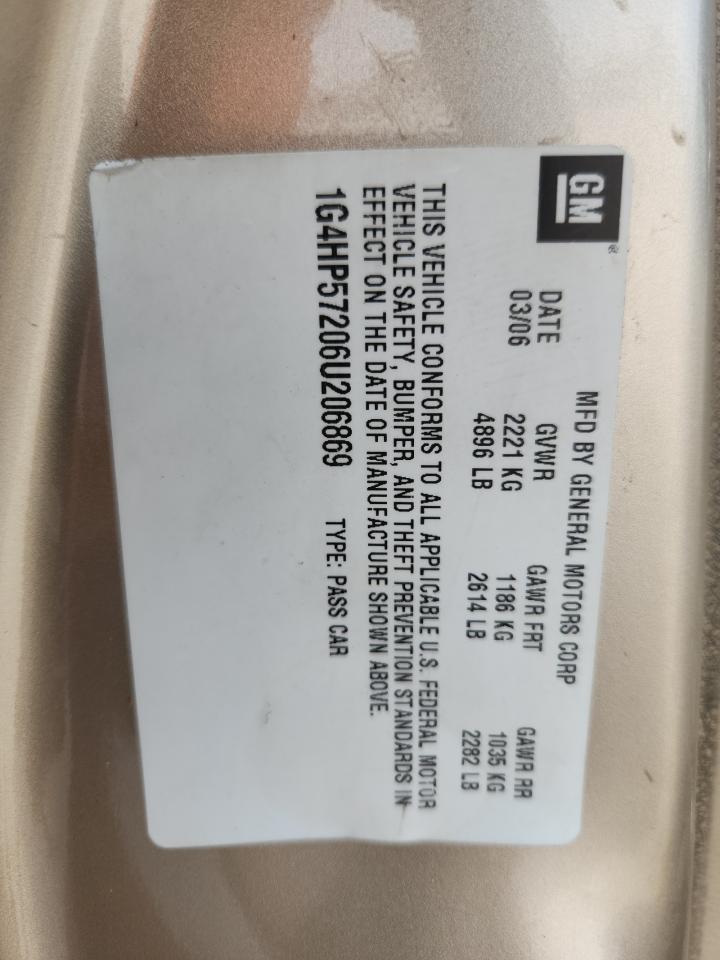 GM
MFD BY GENERAL MOTORS CORP
DATE GVWR GAWR FRT GAWR RR
03/06 2221 KG 1186 KG 1035 KG
4896 LB 2614 LB 2282 LB
THIS VEHICLE CONFORMS TO ALL APPLICABLE U.S. FEDERAL MOTOR
VEHICLE SAFETY, BUMPER, AND THEFT PREVENTION STANDARDS IN
EFFECT ON THE DATE OF MANUFACTURE SHOWN ABOVE.
1G4HP57206U206869 TYPE: PASS CAR